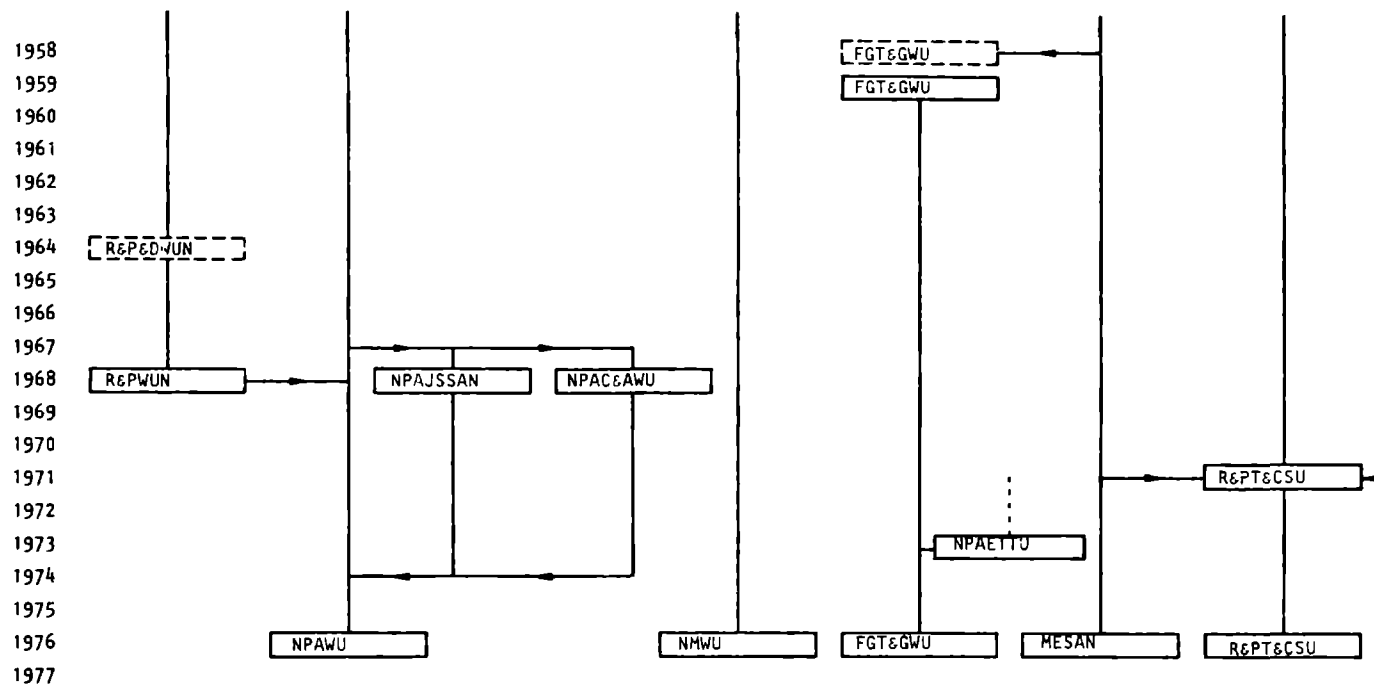 1958 FGT&GWU
1959 FGT&GWU
1960
1961
1962
1963
1964 R&P&DWUN
1965
1966
1967
1968 R&PWUN NPAJSSAN NPAC&AWU
1969
1970
1971 R&PT&CSU
1972
1973 NPAETTU
1974
1975
1976 NPAWU NMWU FGT&GWU MESAN R&PT&CSU
1977